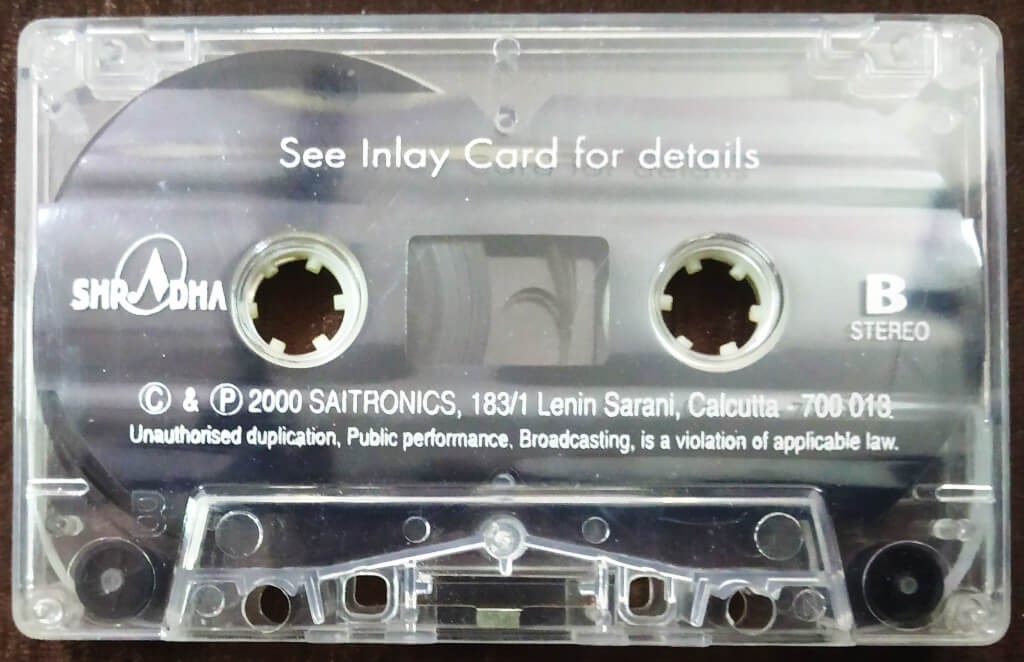 See Inlay Card for details
SHRADHA
B
STEREO
© & Ⓟ 2000 SAITRONICS, 183/1 Lenin Sarani, Calcutta - 700 013.
Unauthorised duplication, Public performance, Broadcasting, is a violation of applicable law.